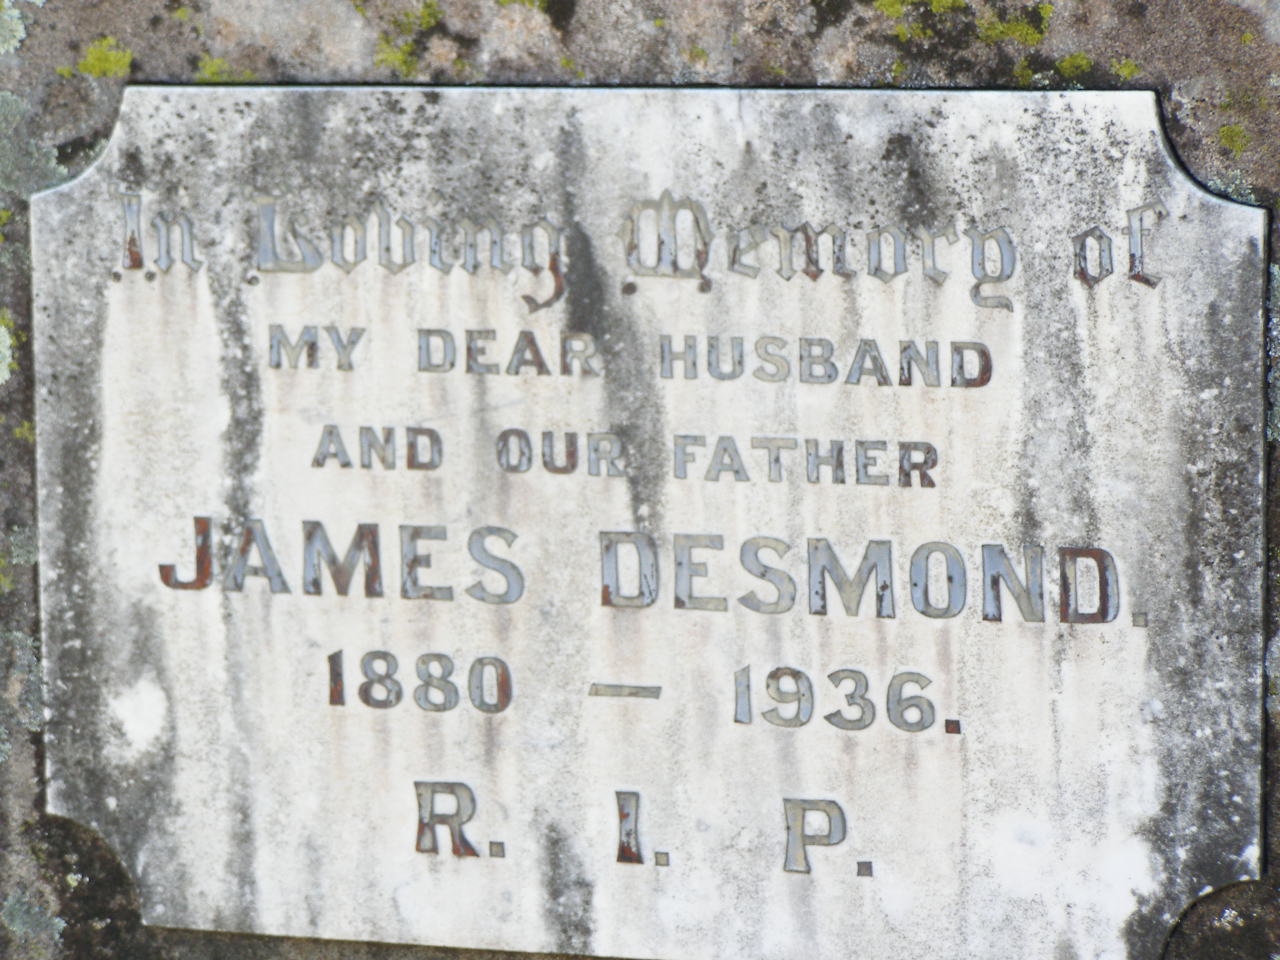 In Loving Memory of
MY DEAR HUSBAND
AND OUR FATHER
JAMES DESMOND.
1880 — 1936.
R. I. P.